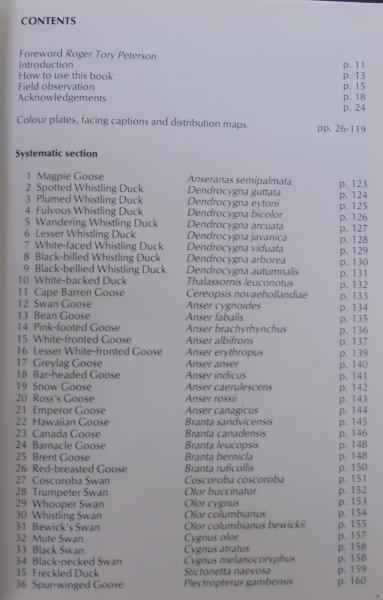 CONTENTS
Foreword Roger Tory Peterson p. 11
Introduction p. 13
How to use this book p. 15
Field observation p. 18
Acknowledgements p. 24
Colour plates, facing captions and distribution maps pp. 26-119
Systematic section
1 Magpie Goose Anseranas semipalmata p. 123
2 Spotted Whistling Duck Dendrocygna guttata p. 124
3 Plumed Whistling Duck Dendrocygna eytoni p. 125
4 Fulvous Whistling Duck Dendrocygna bicolor p. 126
5 Wandering Whistling Duck Dendrocygna arcuata p. 127
6 Lesser Whistling Duck Dendrocygna javanica p. 128
7 White-faced Whistling Duck Dendrocygna viduata p. 129
8 Black-billed Whistling Duck Dendrocygna arborea p. 130
9 Black-bellied Whistling Duck Dendrocygna autumnalis p. 131
10 White-backed Duck Thalassornis leuconotus p. 132
11 Cape Barren Goose Cereopsis novaehollandiae p. 133
12 Swan Goose Anser cygnoides p. 134
13 Bean Goose Anser fabalis p. 135
14 Pink-footed Goose Anser brachyrhynchus p. 136
15 White-fronted Goose Anser albifrons p. 137
16 Lesser White-fronted Goose Anser erythropus p. 139
17 Greylag Goose Anser anser p. 140
18 Bar-headed Goose Anser indicus p. 141
19 Snow Goose Anser caerulescens p. 142
20 Ross's Goose Anser rossii p. 143
21 Emperor Goose Anser canagicus p. 144
22 Hawaiian Goose Branta sandvicensis p. 145
23 Canada Goose Branta canadensis p. 146
24 Barnacle Goose Branta leucopsis p. 148
25 Brent Goose Branta bernicla p. 148
26 Red-breasted Goose Branta ruficollis p. 150
27 Coscoroba Swan Coscoroba coscoroba p. 151
28 Trumpeter Swan Olor buccinator p. 152
29 Whooper Swan Olor cygnus p. 153
30 Whistling Swan Olor columbianus p. 154
31 Bewick's Swan Olor columbianus bewickii p. 155
32 Mute Swan Cygnus olor p. 157
33 Black Swan Cygnus atratus p. 158
34 Black-necked Swan Cygnus melanocoryphus p. 158
35 Freckled Duck Stictonetta naevosa p. 159
36 Spur-winged Goose Plectropterus gambensis p. 160